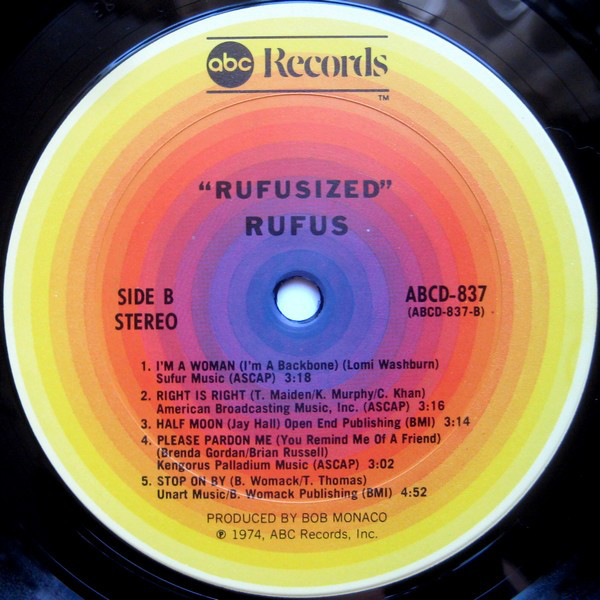 abc Records
TM
"RUFUSIZED"
RUFUS
SIDE B
STEREO
ABCD-837
(ABCD-837-B)
1. I'M A WOMAN (I'm A Backbone) (Lomi Washburn)
Sufur Music (ASCAP) 3:18
2. RIGHT IS RIGHT (T. Maiden/K. Murphy/C. Khan)
American Broadcasting Music, Inc. (ASCAP) 3:16
3. HALF MOON (Jay Hall) Open End Publishing (BMI) 3:14
4. PLEASE PARDON ME (You Remind Me Of A Friend)
(Brenda Gordan/Brian Russell)
Kengorus Palladium Music (ASCAP) 3:02
5. STOP ON BY (B. Womack/T. Thomas)
Unart Music/B. Womack Publishing (BMI) 4:52
PRODUCED BY BOB MONACO
℗ 1974, ABC Records, Inc.